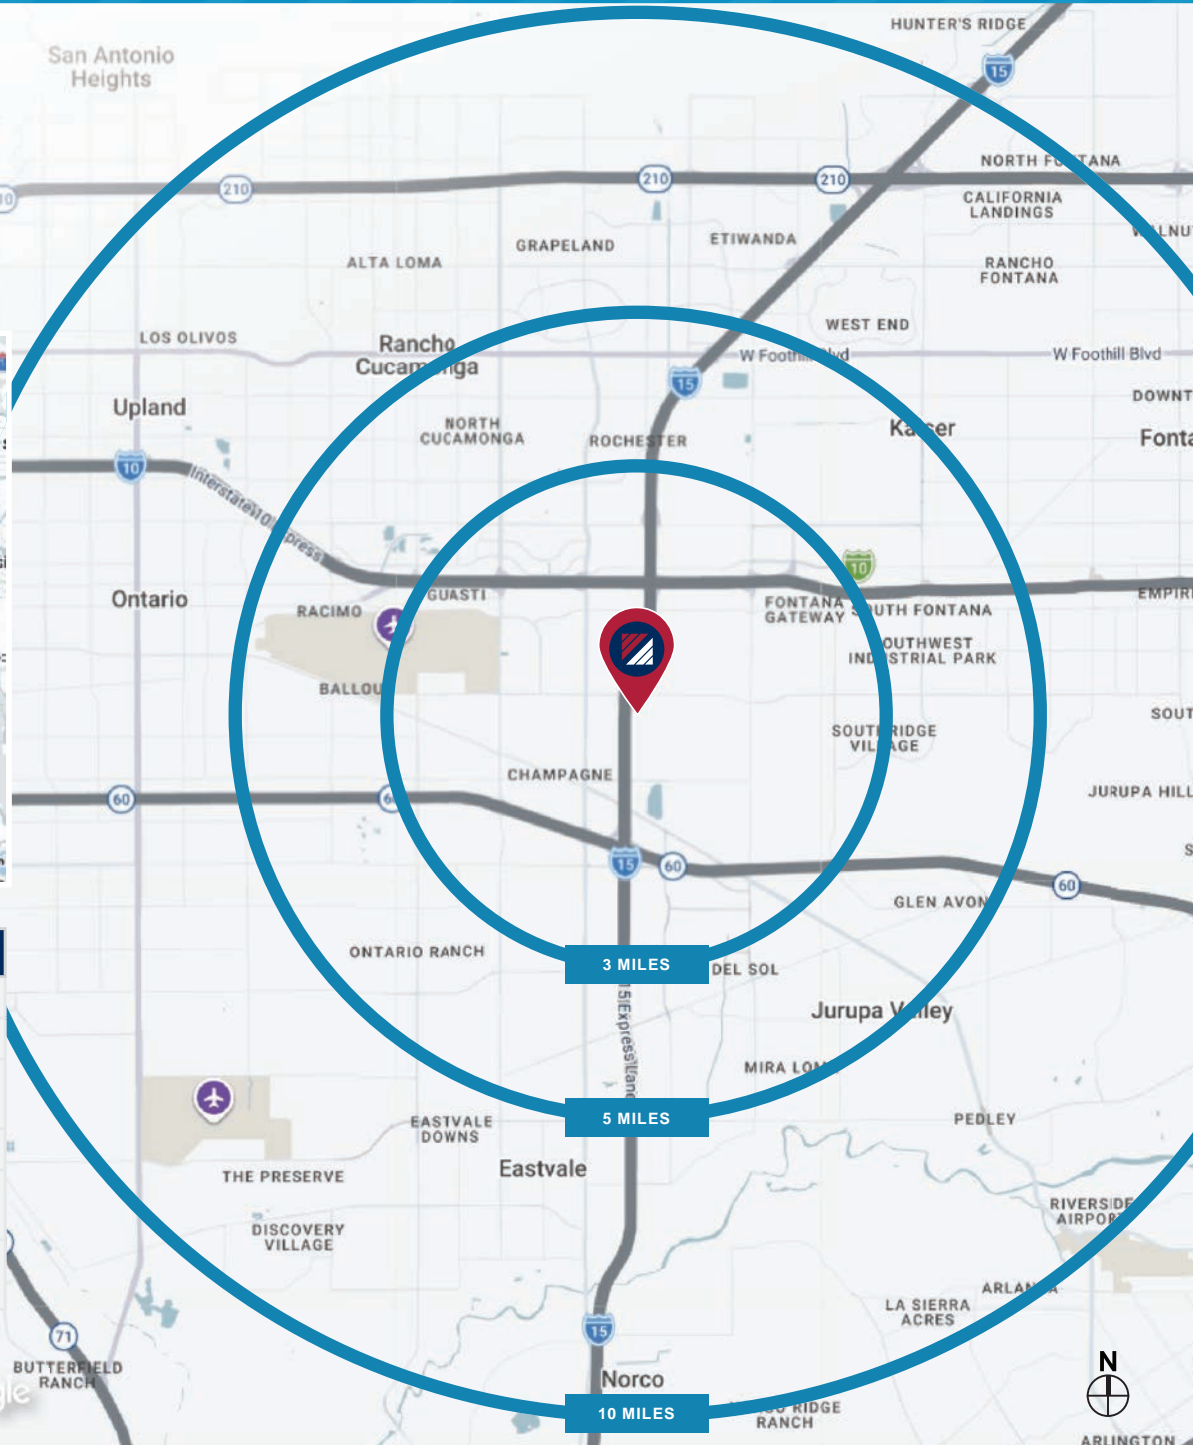 HUNTER'S RIDGE
San Antonio
Heights
15
NORTH FONTANA
210
210
210
CALIFORNIA
LANDINGS
GRAPELAND
ETIWANDA
ALTA LOMA
RANCHO
FONTANA
WEST END
LOS OLIVOS
Rancho
Cucamonga
W Foothill Blvd
W Foothill Blvd
15
Upland
NORTH
CUCAMONGA
ROCHESTER
Kaiser
10
Interstate 10 Express
10
Ontario
GUASTI
RACIMO
FONTANA
GATEWAY
SOUTH FONTANA
SOUTHWEST
INDUSTRIAL PARK
BALLOU
SOUTHRIDGE
VILLAGE
CHAMPAGNE
60
60
JURUPA HILL
15
60
60
GLEN AVON
ONTARIO RANCH
3 MILES
DEL SOL
Jurupa Valley
MIRA LOMA
5 MILES
EASTVALE
DOWNS
PEDLEY
Eastvale
THE PRESERVE
RIVERSIDE
AIRPORT
DISCOVERY
VILLAGE
ARLANZA
LA SIERRA
ACRES
15
71
BUTTERFIELD
RANCH
Norco
10 MILES
RIDGE
RANCH
N
ARLINGTON